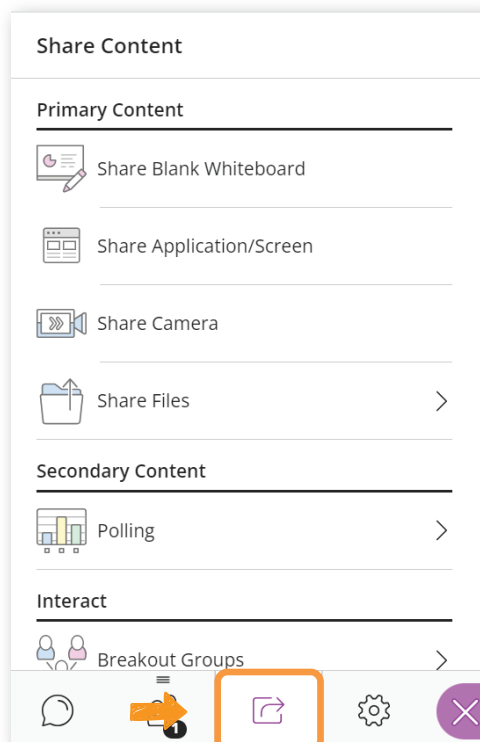 Share Content
Primary Content
Share Blank Whiteboard
Share Application/Screen
Share Camera
Share Files
Secondary Content
Polling
Interact
Breakout Groups
1